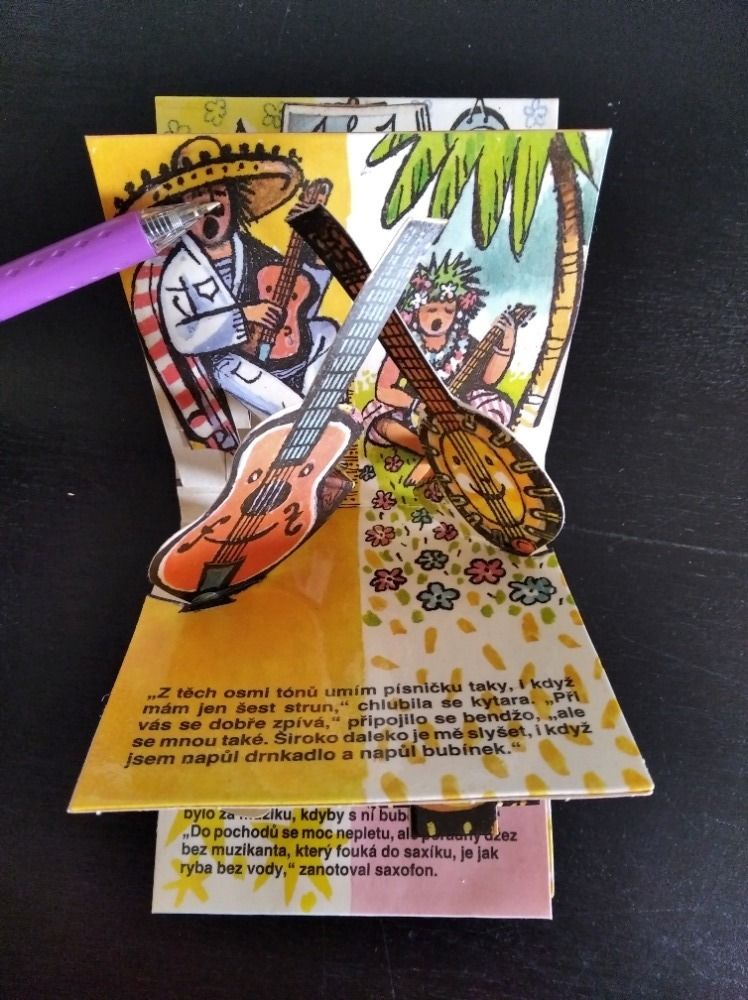 „Z těch osmi tónů umím písničku taky, i když
mám jen šest strun,“ chlubila se kytara. „Při
vás se dobře zpívá,“ připojilo se bendžo, „ale
se mnou také. Široko daleko je mě slyšet, i když
jsem napůl drnkadlo a napůl bubínek.“
bylo za muziku, kdyby s ní
„Do pochodů se moc nepletu, džez
bez muzikanta, který fouká do saxíku, je jak
ryba bez vody,“ zanotoval saxofon.